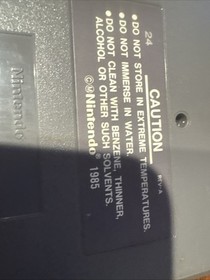 24
CAUTION
REV-A
• DO NOT STORE IN EXTREME TEMPERATURES.
• DO NOT IMMERSE IN WATER.
• DO NOT CLEAN WITH BENZENE, THINNER,
ALCOHOL OR OTHER SUCH SOLVENTS.
©Nintendo 1985
Nintendo